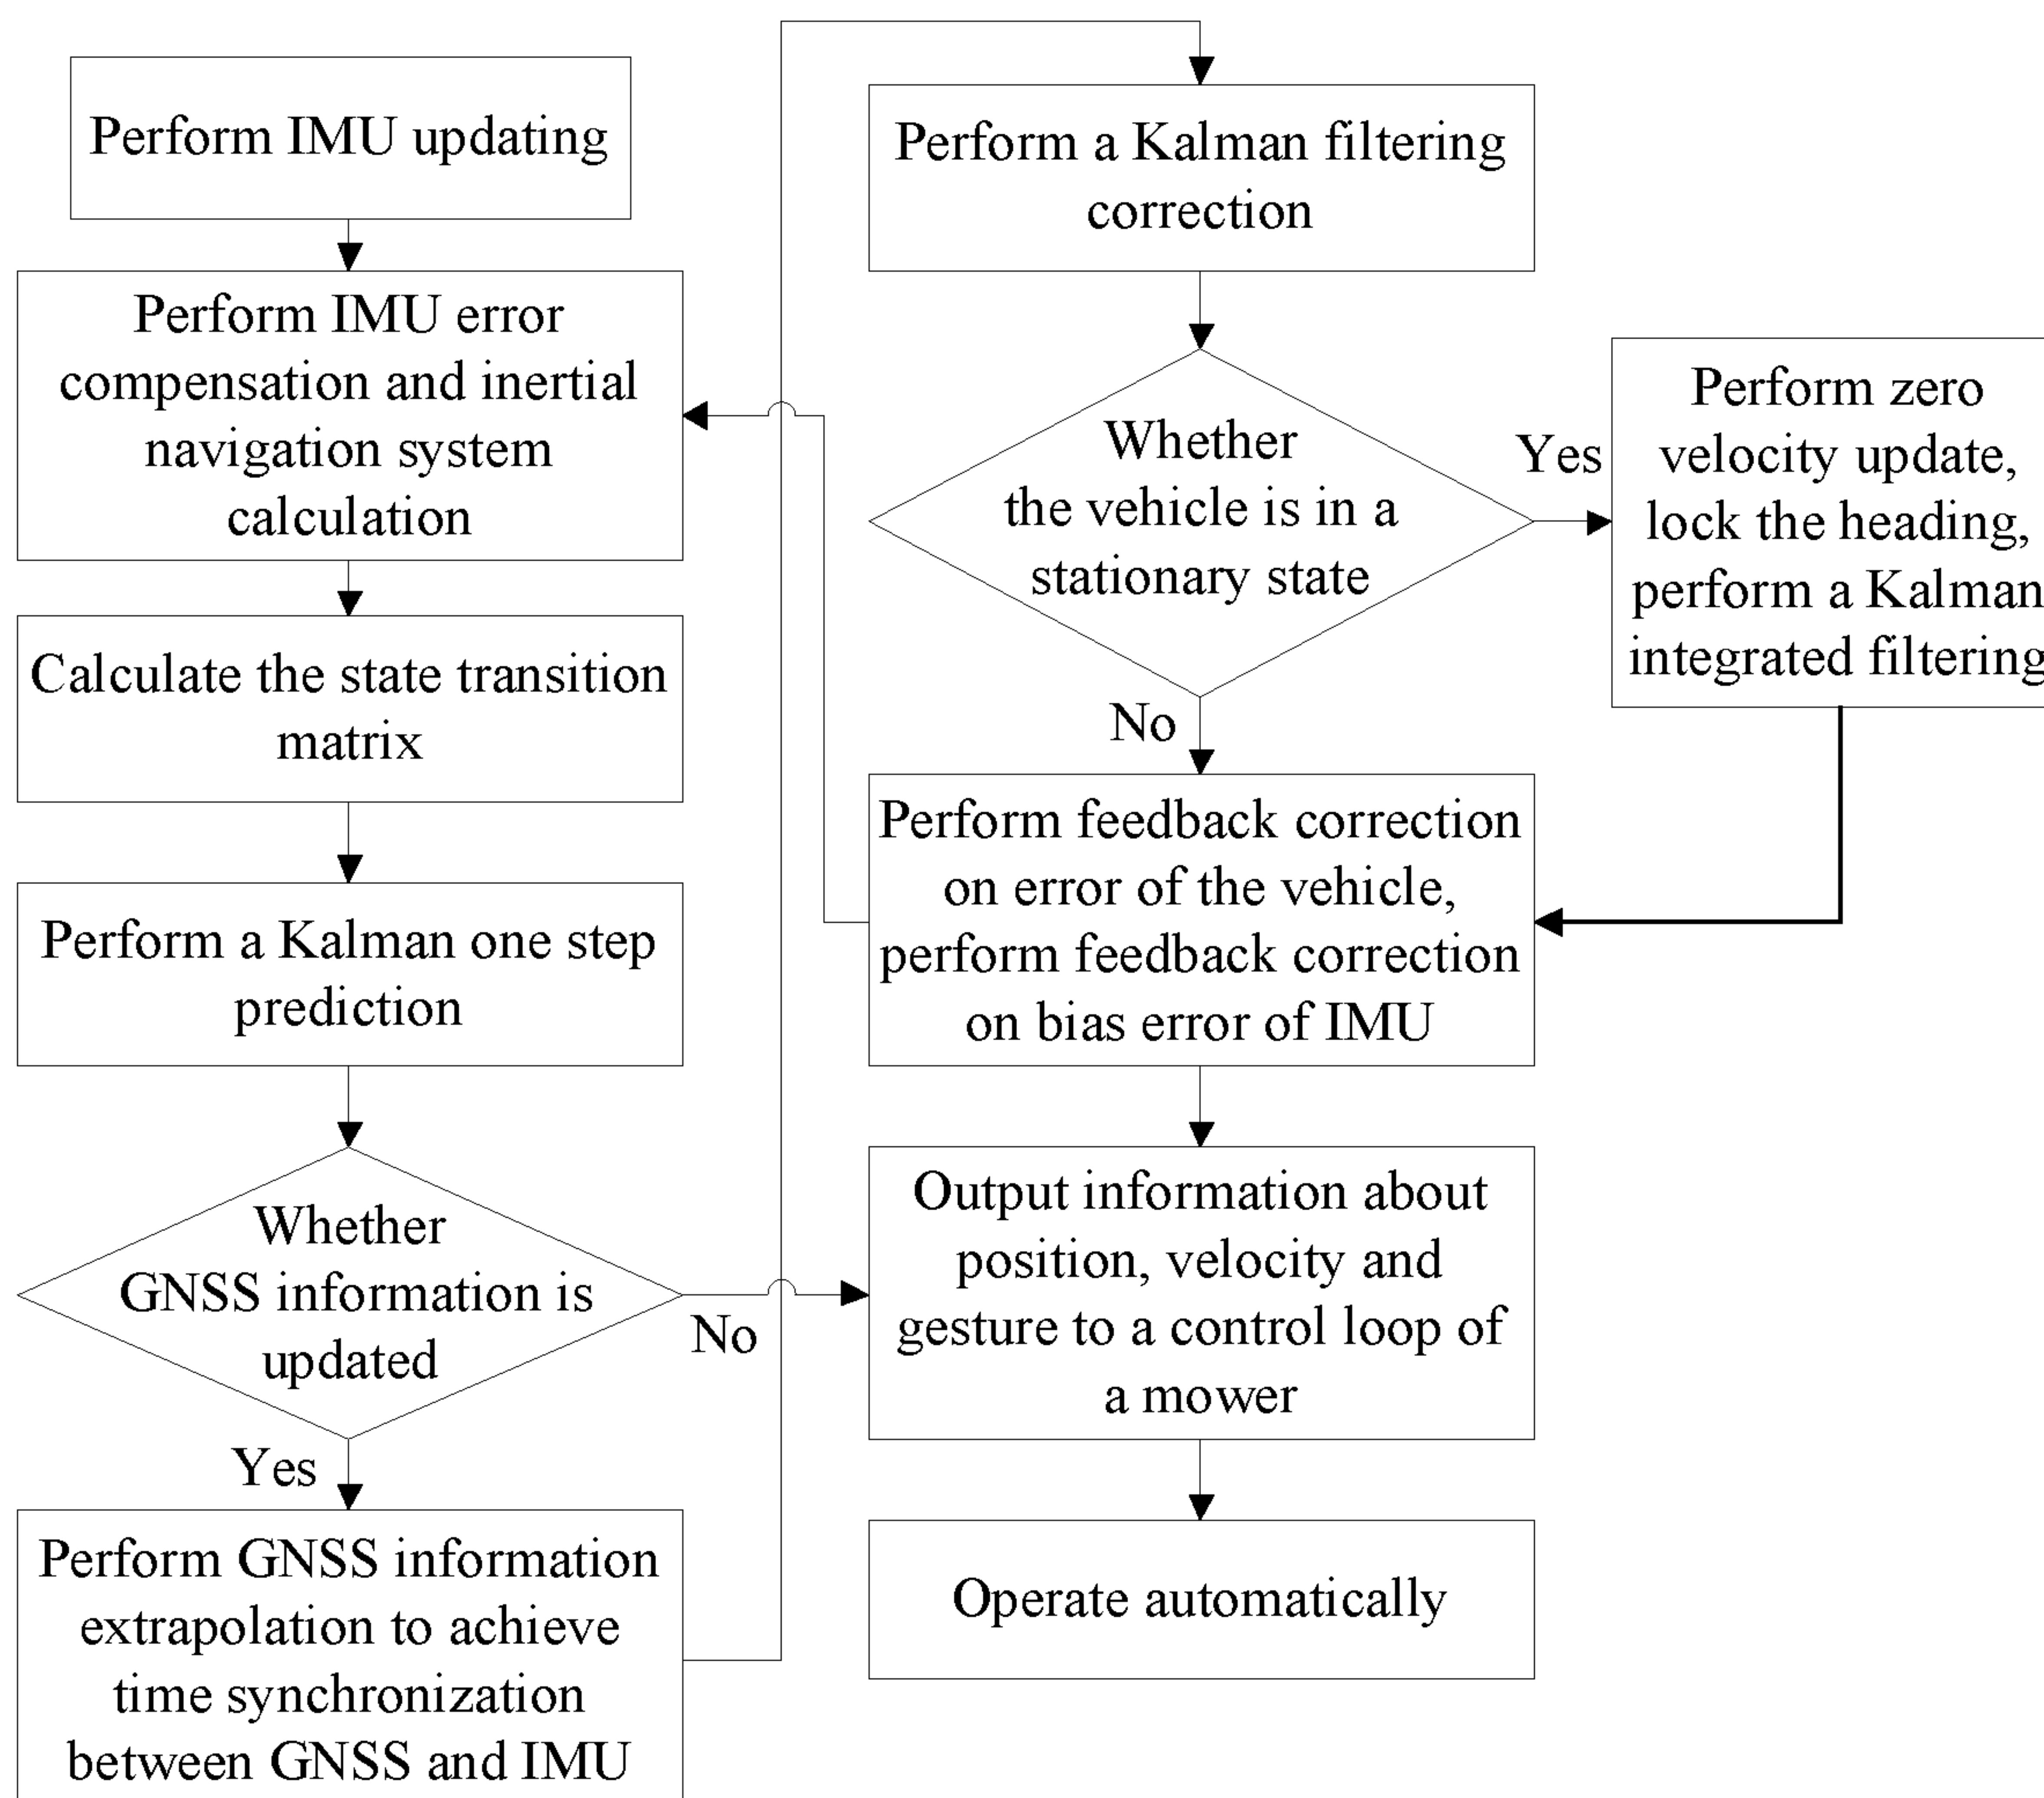 Perform IMU updating
Perform IMU error
compensation and inertial
navigation system
calculation
Calculate the state transition
matrix
Perform a Kalman one step
prediction
Whether
GNSS information is
updated
No
Yes
Perform GNSS information
extrapolation to achieve
time synchronization
between GNSS and IMU
Perform a Kalman filtering
correction
Whether
the vehicle is in a
stationary state
Yes
No
Perform zero
velocity update,
lock the heading,
perform a Kalman
integrated filtering
Perform feedback correction
on error of the vehicle,
perform feedback correction
on bias error of IMU
Output information about
position, velocity and
gesture to a control loop of
a mower
Operate automatically